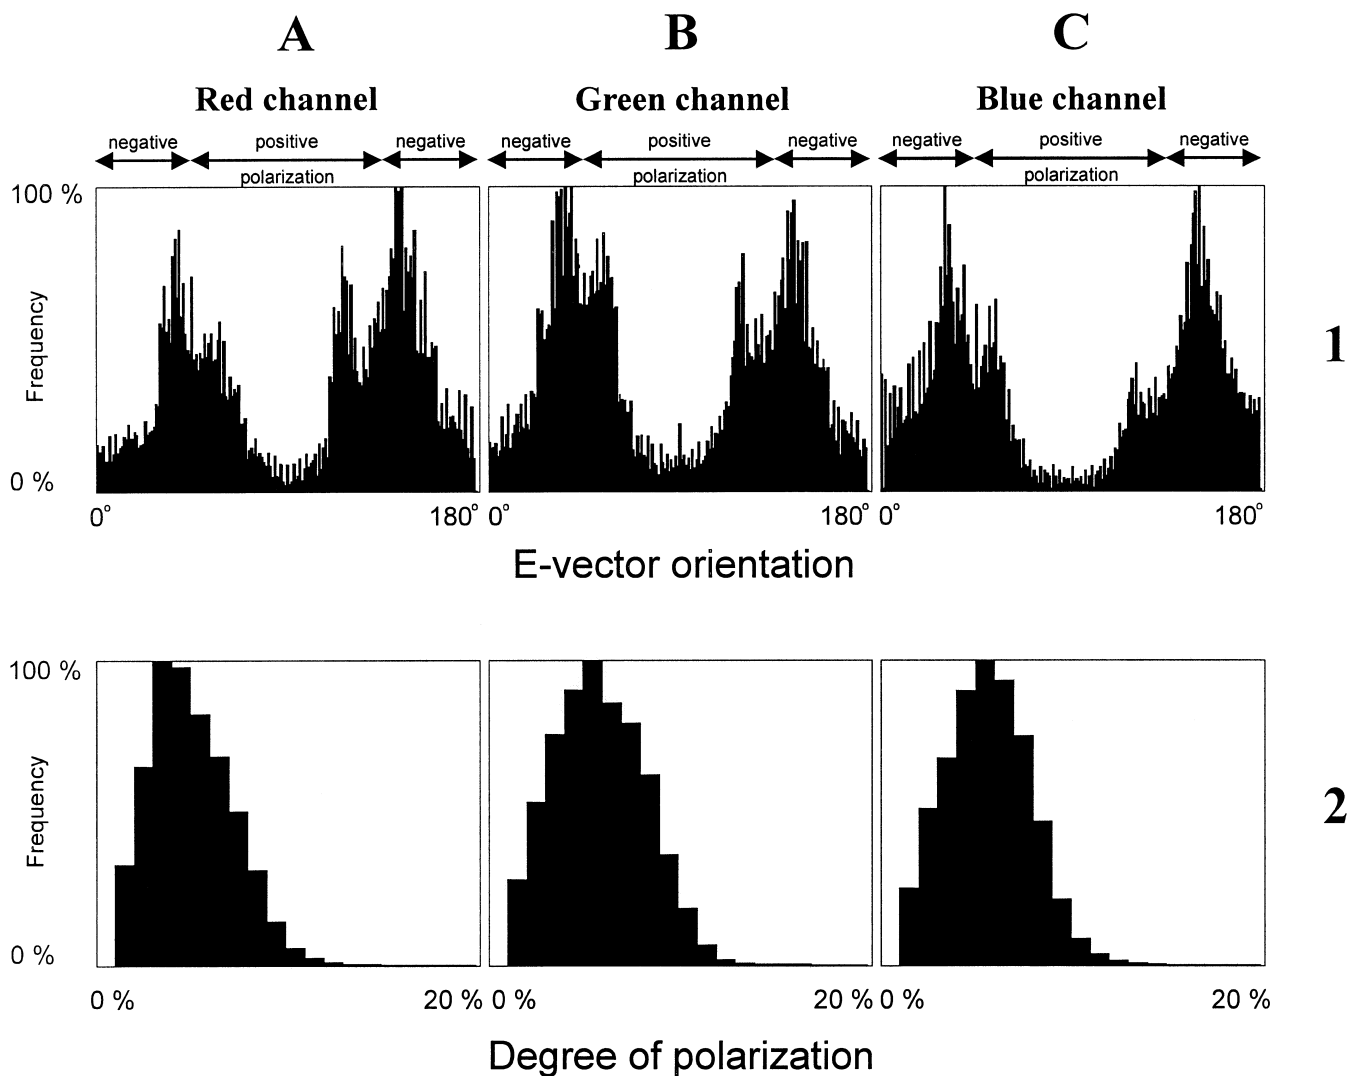 A B C
Red channel Green channel Blue channel
negative positive negative negative positive negative negative positive negative
polarization polarization polarization
100 %
Frequency
0 %
1
0° 180° 0° 180° 0° 180°
E-vector orientation
100 %
Frequency
0 %
2
0 % 20 % 0 % 20 % 0 % 20 %
Degree of polarization